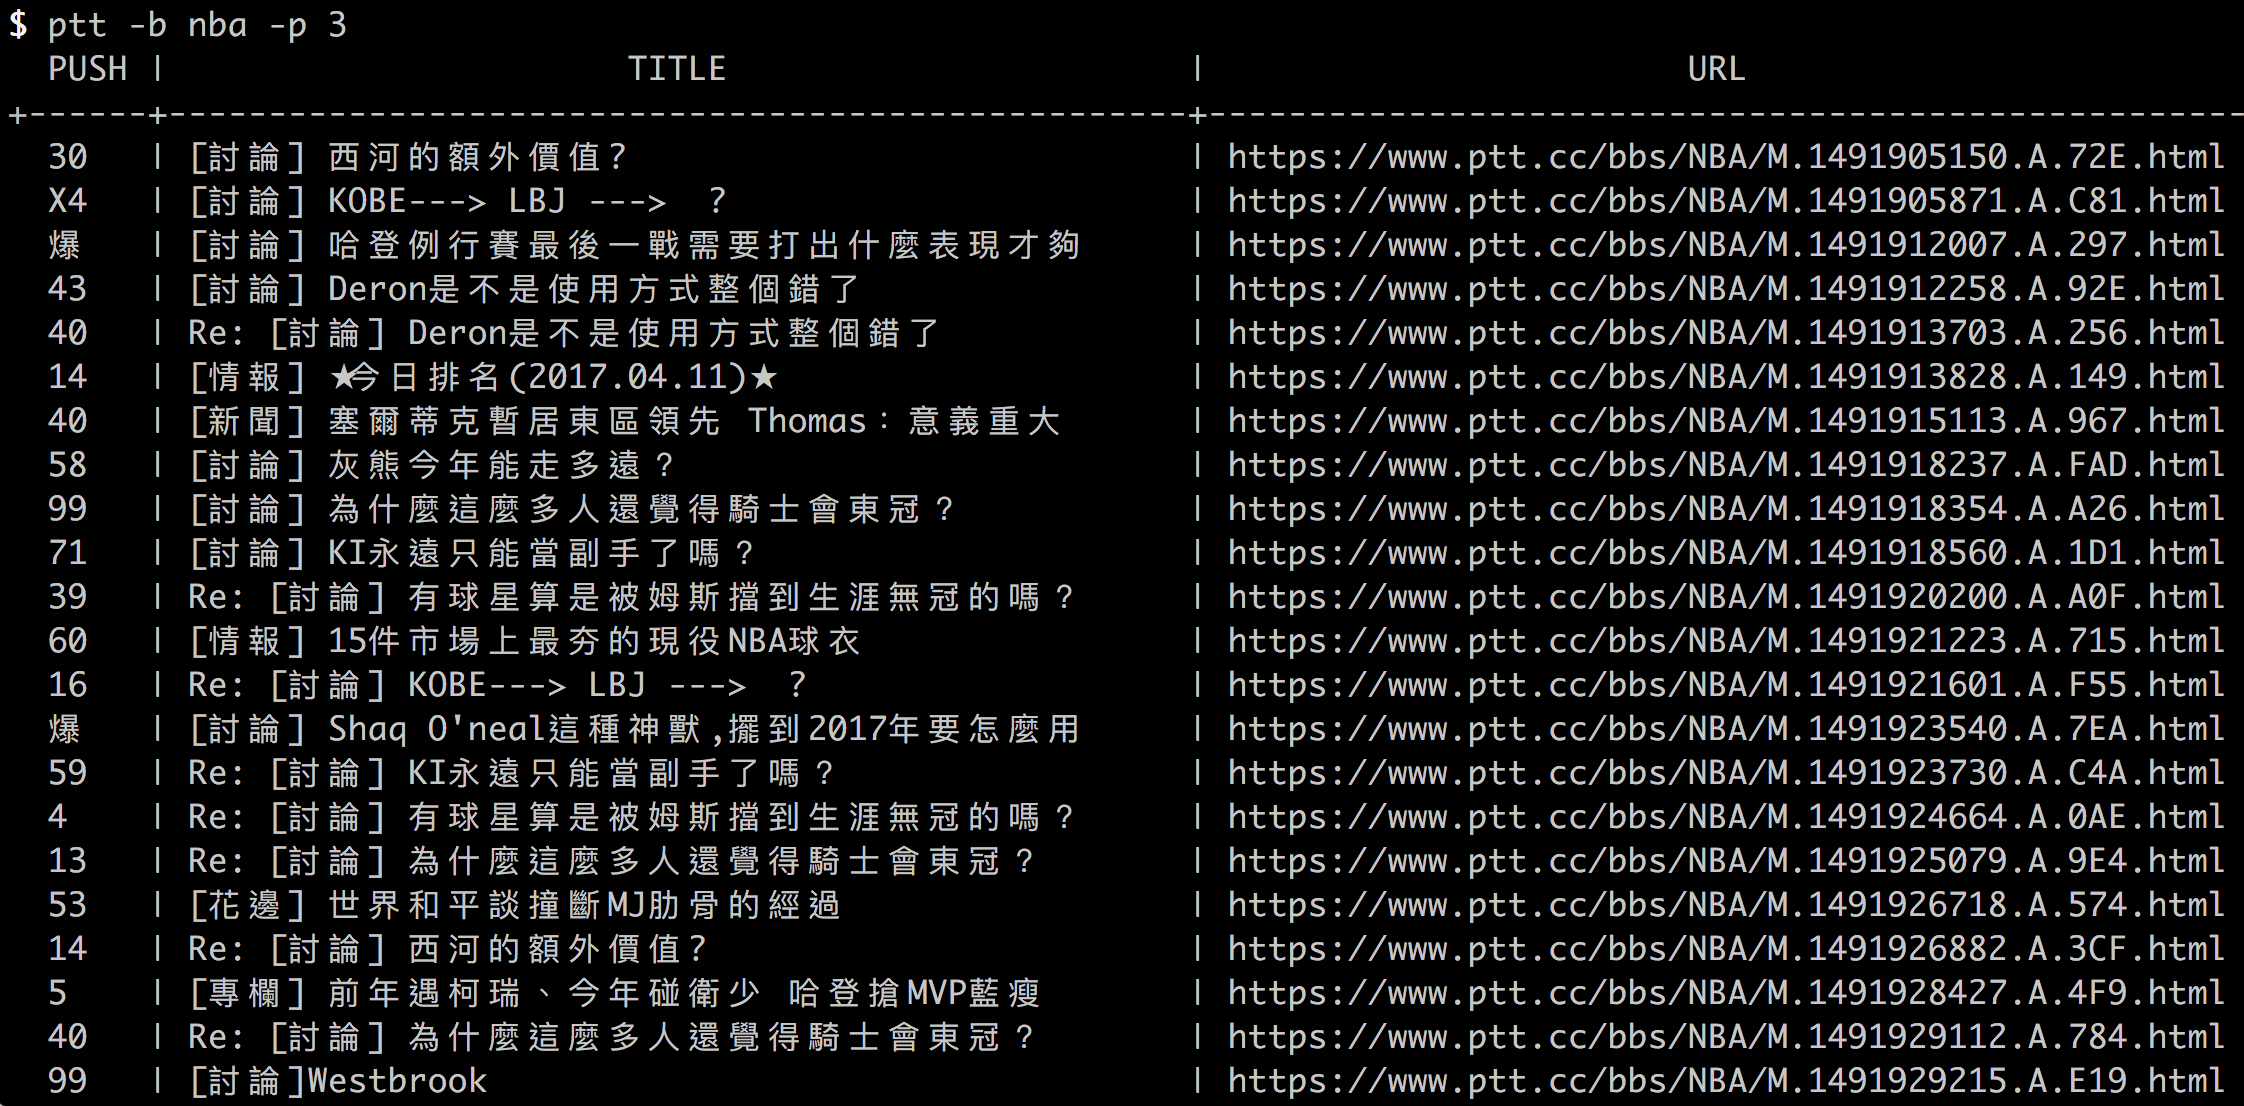 $ ptt -b nba -p 3
PUSH | TITLE | URL
+------+---------------------------------------------------+----------------------------------------------------
30 | [討論] 西河的額外價值? | https://www.ptt.cc/bbs/NBA/M.1491905150.A.72E.html
X4 | [討論] KOBE---> LBJ --->  ? | https://www.ptt.cc/bbs/NBA/M.1491905871.A.C81.html
爆 | [討論] 哈登例行賽最後一戰需要打出什麼表現才夠 | https://www.ptt.cc/bbs/NBA/M.1491912007.A.297.html
43 | [討論] Deron是不是使用方式整個錯了 | https://www.ptt.cc/bbs/NBA/M.1491912258.A.92E.html
40 | Re: [討論] Deron是不是使用方式整個錯了 | https://www.ptt.cc/bbs/NBA/M.1491913703.A.256.html
14 | [情報] ★今日排名(2017.04.11)★ | https://www.ptt.cc/bbs/NBA/M.1491913828.A.149.html
40 | [新聞] 塞爾蒂克暫居東區領先 Thomas：意義重大 | https://www.ptt.cc/bbs/NBA/M.1491915113.A.967.html
58 | [討論] 灰熊今年能走多遠？ | https://www.ptt.cc/bbs/NBA/M.1491918237.A.FAD.html
99 | [討論] 為什麼這麼多人還覺得騎士會東冠？ | https://www.ptt.cc/bbs/NBA/M.1491918354.A.A26.html
71 | [討論] KI永遠只能當副手了嗎？ | https://www.ptt.cc/bbs/NBA/M.1491918560.A.1D1.html
39 | Re: [討論] 有球星算是被姆斯擋到生涯無冠的嗎？ | https://www.ptt.cc/bbs/NBA/M.1491920200.A.A0F.html
60 | [情報] 15件市場上最夯的現役NBA球衣 | https://www.ptt.cc/bbs/NBA/M.1491921223.A.715.html
16 | Re: [討論] KOBE---> LBJ --->  ? | https://www.ptt.cc/bbs/NBA/M.1491921601.A.F55.html
爆 | [討論] Shaq O'neal這種神獸,擺到2017年要怎麼用 | https://www.ptt.cc/bbs/NBA/M.1491923540.A.7EA.html
59 | Re: [討論] KI永遠只能當副手了嗎？ | https://www.ptt.cc/bbs/NBA/M.1491923730.A.C4A.html
4 | Re: [討論] 有球星算是被姆斯擋到生涯無冠的嗎？ | https://www.ptt.cc/bbs/NBA/M.1491924664.A.0AE.html
13 | Re: [討論] 為什麼這麼多人還覺得騎士會東冠？ | https://www.ptt.cc/bbs/NBA/M.1491925079.A.9E4.html
53 | [花邊] 世界和平談撞斷MJ肋骨的經過 | https://www.ptt.cc/bbs/NBA/M.1491926718.A.574.html
14 | Re: [討論] 西河的額外價值? | https://www.ptt.cc/bbs/NBA/M.1491926882.A.3CF.html
5 | [專欄] 前年遇柯瑞、今年碰衛少 哈登搶MVP藍瘦 | https://www.ptt.cc/bbs/NBA/M.1491928427.A.4F9.html
40 | Re: [討論] 為什麼這麼多人還覺得騎士會東冠？ | https://www.ptt.cc/bbs/NBA/M.1491929112.A.784.html
99 | [討論]Westbrook | https://www.ptt.cc/bbs/NBA/M.1491929215.A.E19.html